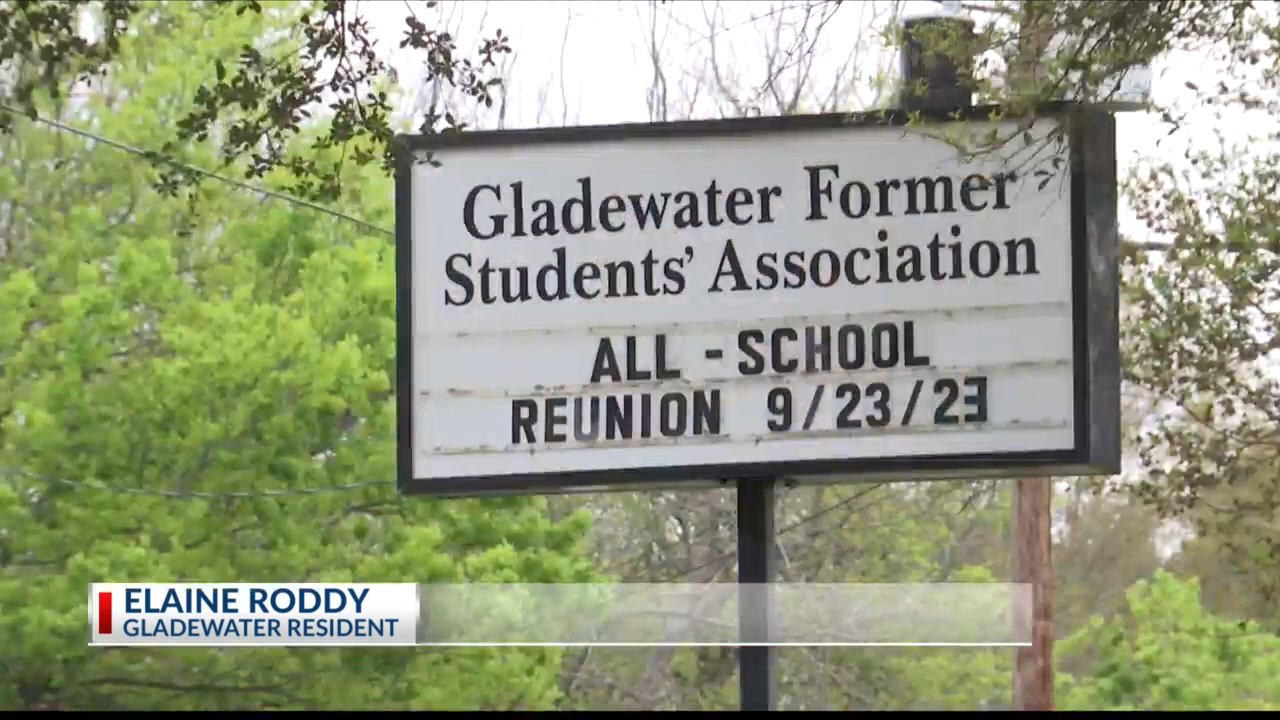 Gladewater Former
Students' Association
ALL - SCHOOL
REUNION 9/23/23
ELAINE RODDY
GLADEWATER RESIDENT